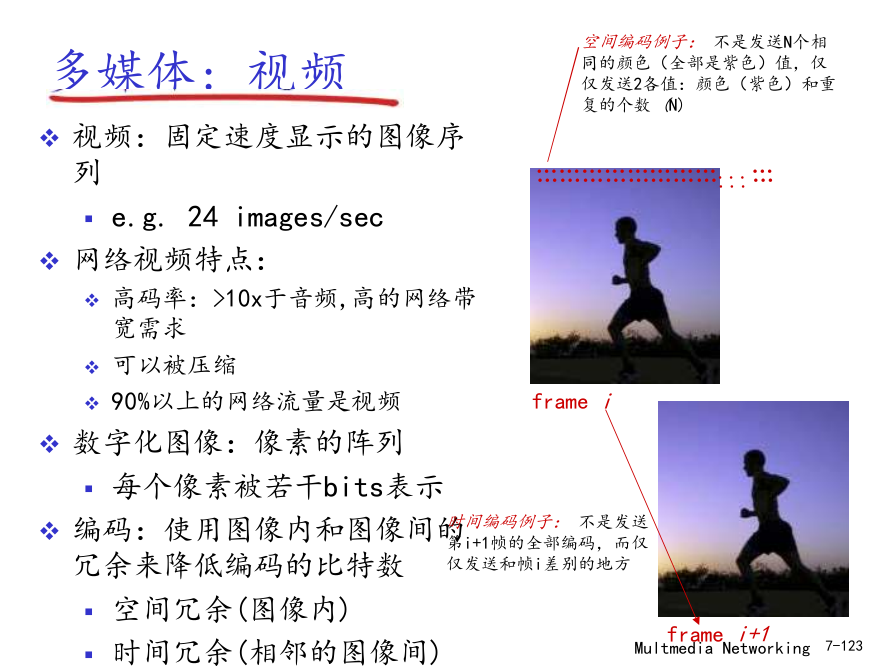 多媒体: 视频
视频: 固定速度显示的图像序
列
e.g. 24 images/sec
网络视频特点:
高码率: >10x于音频,高的网络带
宽需求
可以被压缩
90%以上的网络流量是视频
数字化图像: 像素的阵列
每个像素被若干bits表示
编码: 使用图像内和图像间的
冗余来降低编码的比特数
空间冗余(图像内)
时间冗余(相邻的图像间)
空间编码例子: 不是发送N个相
同的颜色（全部是紫色）值, 仅
仅发送2各值: 颜色（紫色）和重
复的个数 (N)
frame i
时间编码例子: 不是发送
第i+1帧的全部编码, 而仅
仅发送和帧i差别的地方
frame i+1
Multmedia Networking 7-123